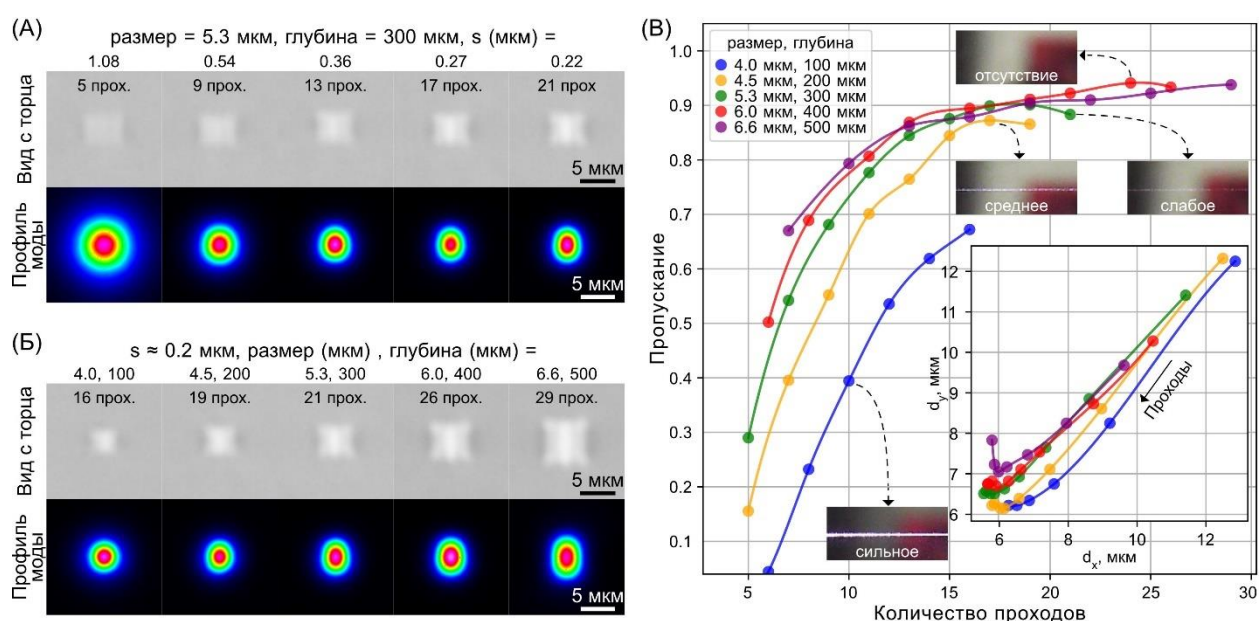 (А)
размер = 5.3 мкм, глубина = 300 мкм, s (мкм) =
1.08 0.54 0.36 0.27 0.22
Вид с торца
5 прох. 9 прох. 13 прох. 17 прох. 21 прох
5 мкм
Профиль
моды
5 мкм
(Б)
s ≈ 0.2 мкм, размер (мкм) , глубина (мкм) =
4.0, 100 4.5, 200 5.3, 300 6.0, 400 6.6, 500
Вид с торца
16 прох. 19 прох. 21 прох. 26 прох. 29 прох.
5 мкм
Профиль
моды
5 мкм
(В)
Пропускание
1.0
0.9
0.8
0.7
0.6
0.5
0.4
0.3
0.2
0.1
размер, глубина
4.0 мкм, 100 мкм
4.5 мкм, 200 мкм
5.3 мкм, 300 мкм
6.0 мкм, 400 мкм
6.6 мкм, 500 мкм
отсутствие
среднее
слабое
сильное
dy, мкм
12
11
10
9
8
7
6
Проходы
6 8 10 12
dx, мкм
5 10 15 20 25 30
Количество проходов